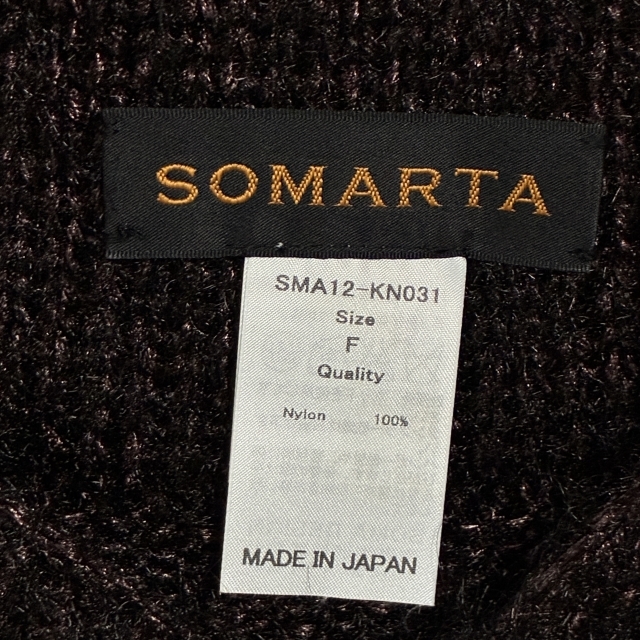 SOMARTA
SMA12-KN031
Size
F
Quality
Nylon 100%
MADE IN JAPAN